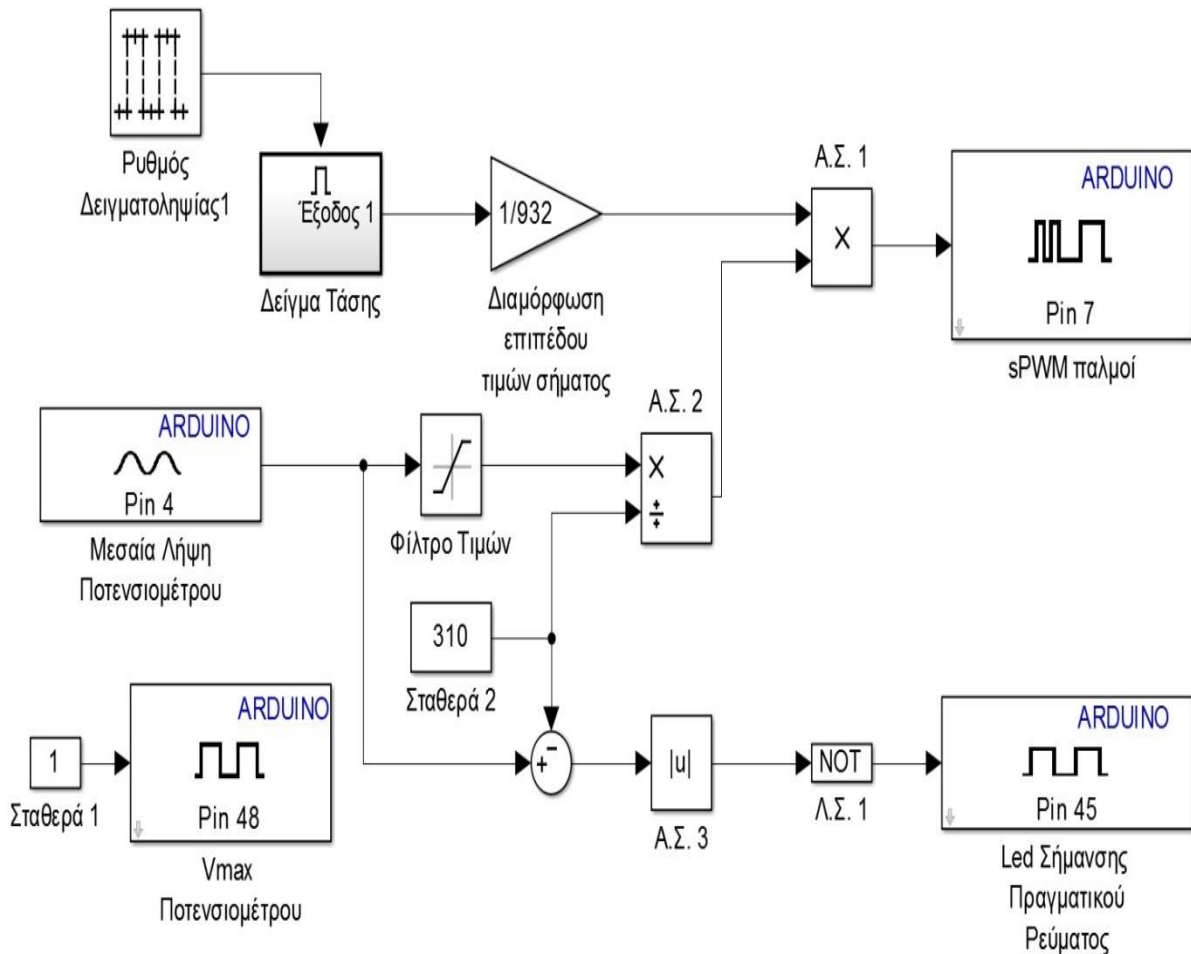 Ρυθμός
Δειγματοληψίας1
Έξοδος 1
Δείγμα Τάσης
1/932
Διαμόρφωση
επιπέδου
τιμών σήματος
Α.Σ. 1
X
ARDUINO
Pin 7
sPWM παλμοί
ARDUINO
Pin 4
Μεσαία Λήψη
Ποτενσιομέτρου
Φίλτρο Τιμών
Α.Σ. 2
X
÷
310
Σταθερά 2
1
Σταθερά 1
ARDUINO
Pin 48
Vmax
Ποτενσιομέτρου
+
-
|u|
Α.Σ. 3
NOT
Λ.Σ. 1
ARDUINO
Pin 45
Led Σήμανσης
Πραγματικού
Ρεύματος